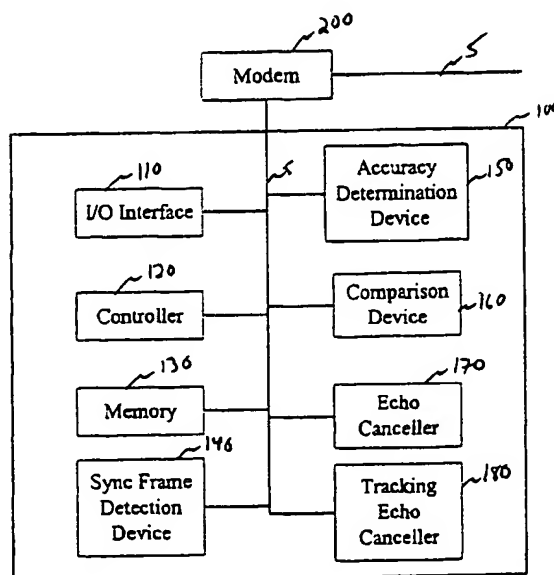 200
5
Modem
100
110
5
I/O Interface
Accuracy
Determination
Device
150
120
Controller
Comparison
Device
160
130
Memory
170
Echo
Canceller
140
Sync Frame
Detection
Device
180
Tracking
Echo
Canceller